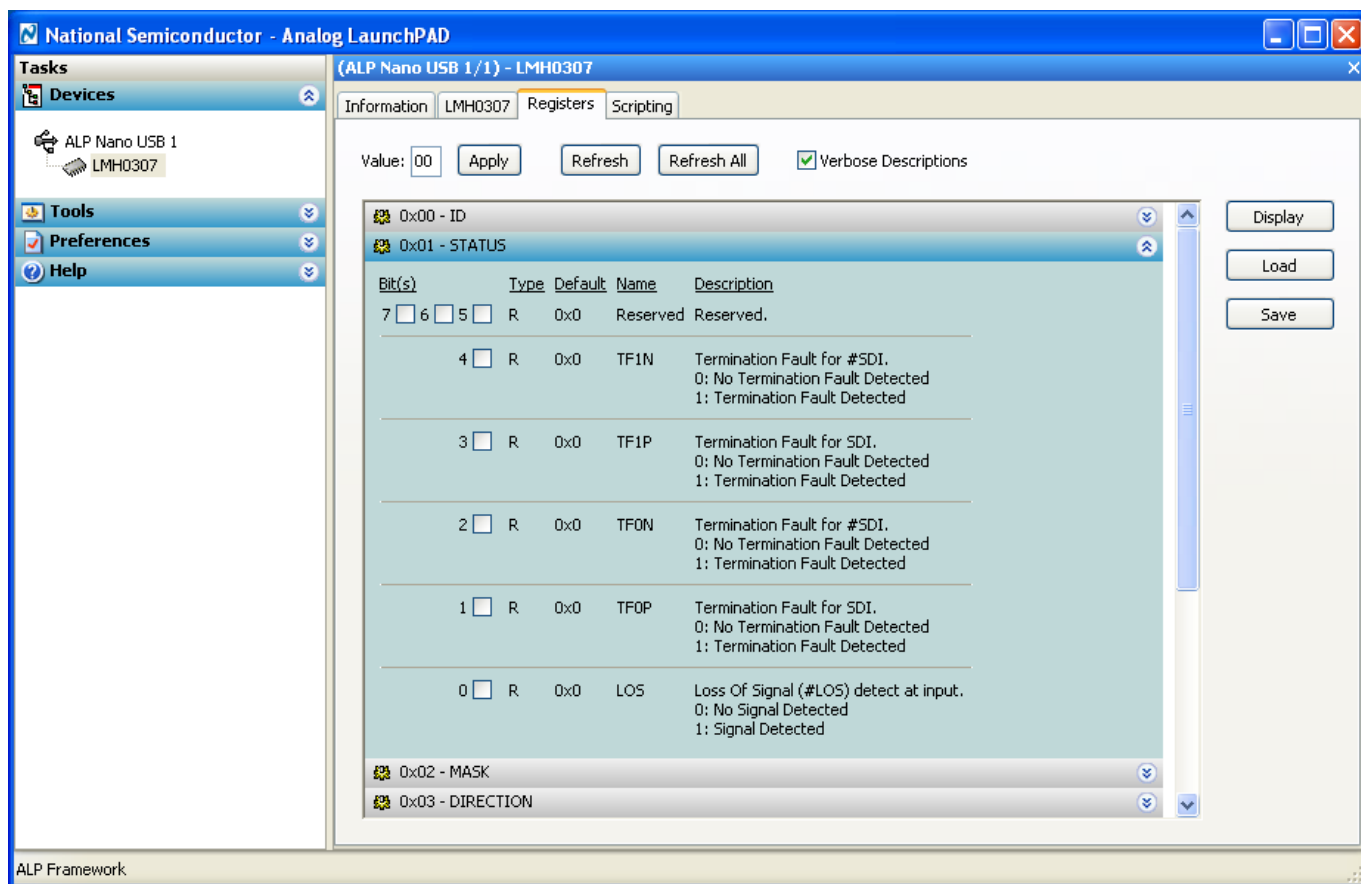 National Semiconductor - Analog LaunchPAD
Tasks
Devices
ALP Nano USB 1
LMH0307
Tools
Preferences
Help
(ALP Nano USB 1/1) - LMH0307
Information LMH0307 Registers Scripting
Value: 00 Apply Refresh Refresh All Verbose Descriptions
0x00 - ID
0x01 - STATUS
Bit(s) Type Default Name Description
7 6 5 R 0x0 Reserved Reserved.
4 R 0x0 TF1N Termination Fault for #SDI.
0: No Termination Fault Detected
1: Termination Fault Detected
3 R 0x0 TF1P Termination Fault for SDI.
0: No Termination Fault Detected
1: Termination Fault Detected
2 R 0x0 TF0N Termination Fault for #SDI.
0: No Termination Fault Detected
1: Termination Fault Detected
1 R 0x0 TF0P Termination Fault for SDI.
0: No Termination Fault Detected
1: Termination Fault Detected
0 R 0x0 LOS Loss Of Signal (#LOS) detect at input.
0: No Signal Detected
1: Signal Detected
0x02 - MASK
0x03 - DIRECTION
Display
Load
Save
ALP Framework